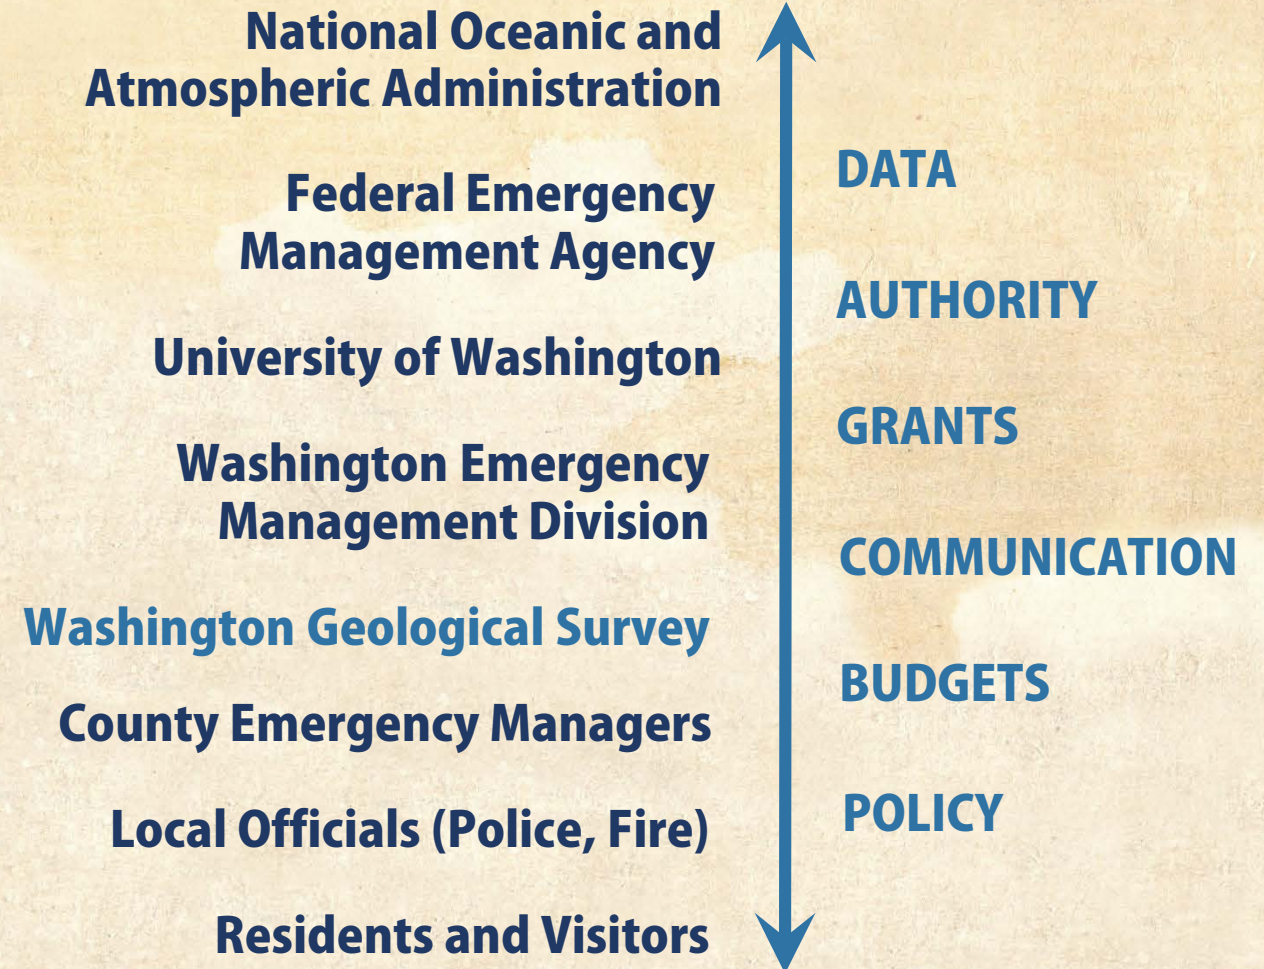 National Oceanic and
Atmospheric Administration
Federal Emergency
Management Agency
University of Washington
Washington Emergency
Management Division
Washington Geological Survey
County Emergency Managers
Local Officials (Police, Fire)
Residents and Visitors
DATA
AUTHORITY
GRANTS
COMMUNICATION
BUDGETS
POLICY